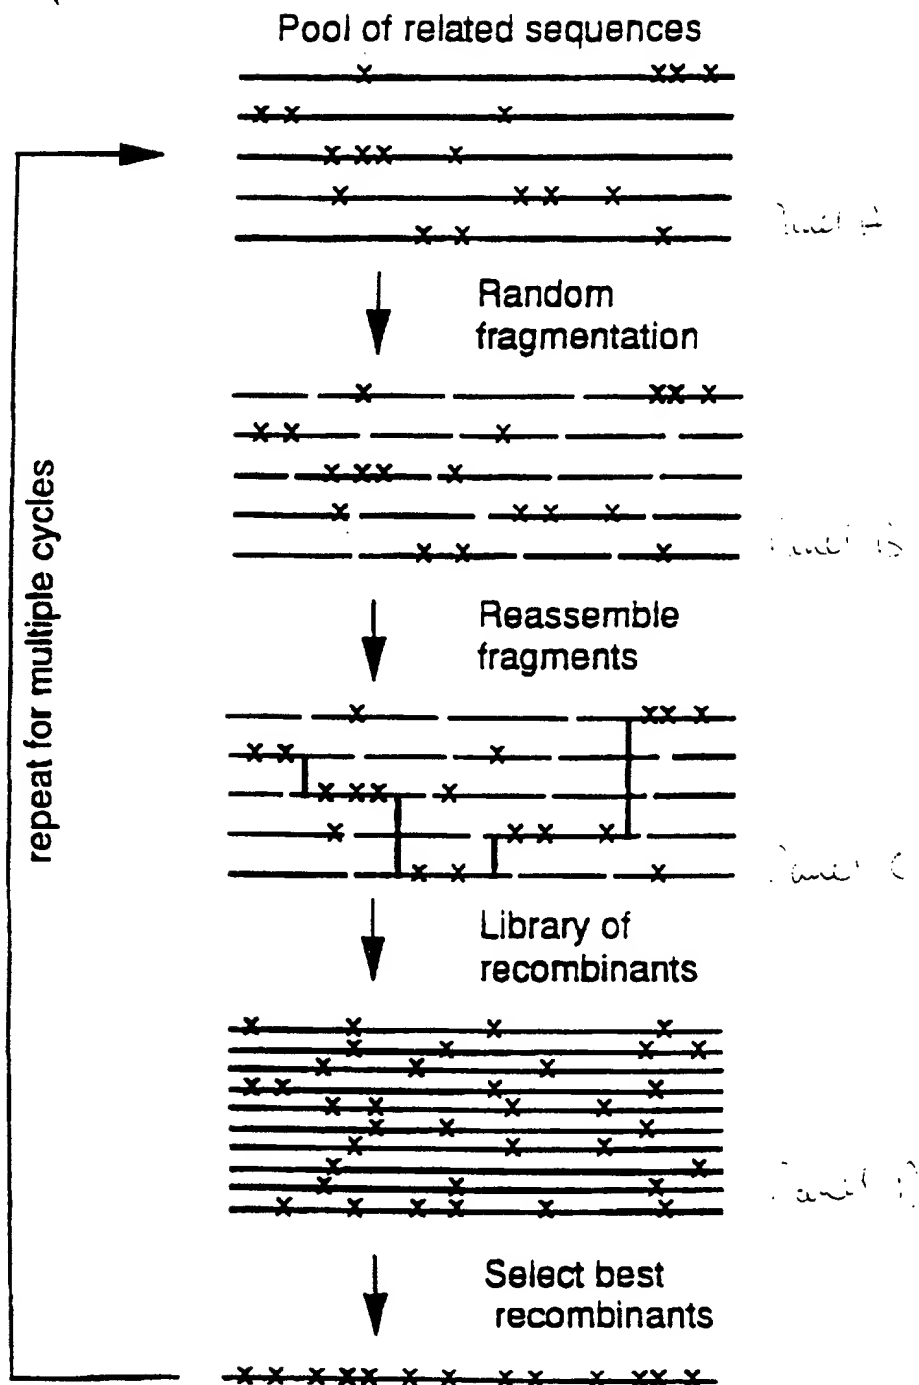 Pool of related sequences
Random
fragmentation
Reassemble
fragments
repeat for multiple cycles
Library of
recombinants
Select best
recombinants